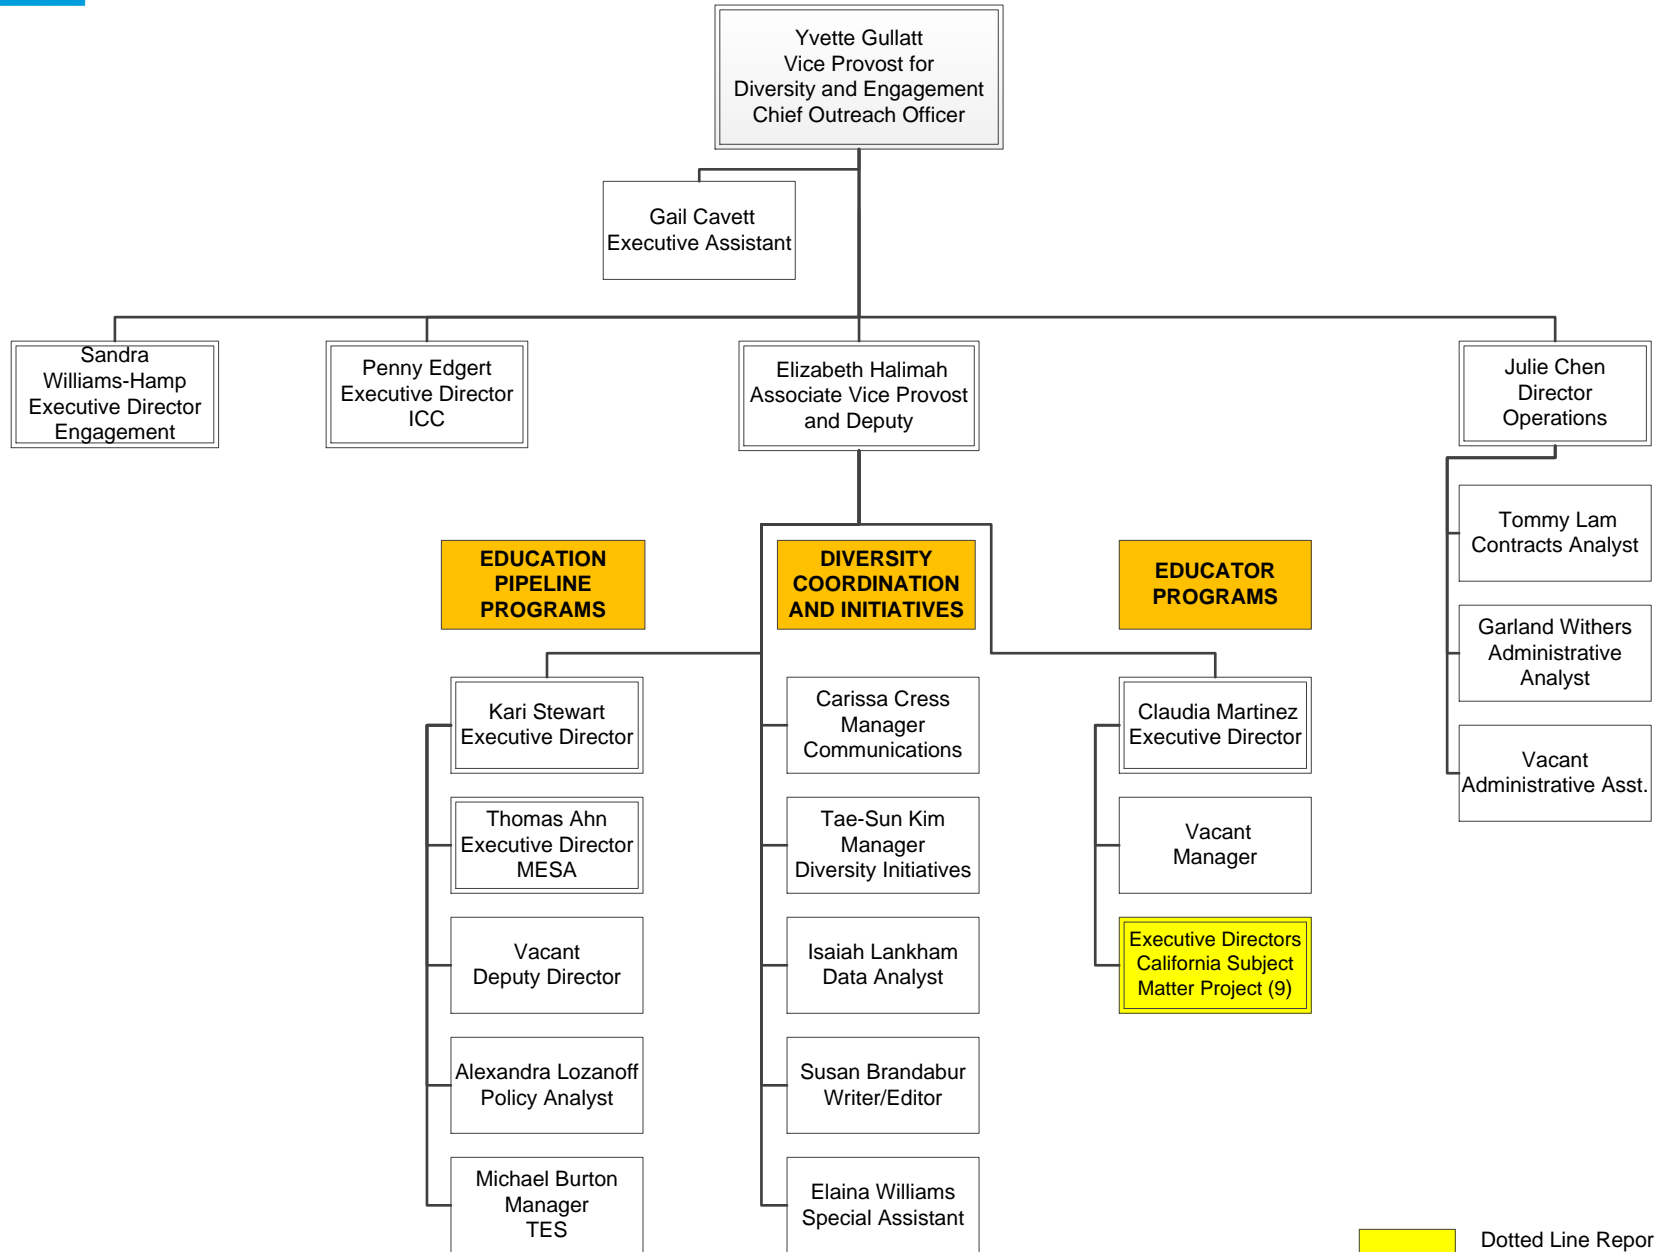 Yvette Gullatt
Vice Provost for
Diversity and Engagement
Chief Outreach Officer
Gail Cavett
Executive Assistant
Sandra
Williams-Hamp
Executive Director
Engagement
Penny Edgert
Executive Director
ICC
Elizabeth Halimah
Associate Vice Provost
and Deputy
Julie Chen
Director
Operations
Tommy Lam
Contracts Analyst
Garland Withers
Administrative
Analyst
Vacant
Administrative Asst.
EDUCATION
PIPELINE
PROGRAMS
Kari Stewart
Executive Director
Thomas Ahn
Executive Director
MESA
Vacant
Deputy Director
Alexandra Lozanoff
Policy Analyst
Michael Burton
Manager
TES
DIVERSITY
COORDINATION
AND INITIATIVES
Carissa Cress
Manager
Communications
Tae-Sun Kim
Manager
Diversity Initiatives
Isaiah Lankham
Data Analyst
Susan Brandabur
Writer/Editor
Elaina Williams
Special Assistant
EDUCATOR
PROGRAMS
Claudia Martinez
Executive Director
Vacant
Manager
Executive Directors
California Subject
Matter Project (9)
Dotted Line Repor